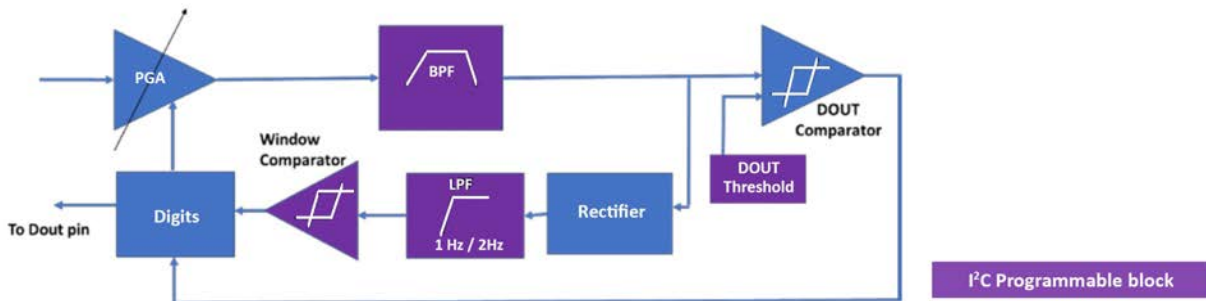 PGA
BPF
DOUT
Comparator
Window
Comparator
DOUT
Threshold
LPF
1 Hz / 2Hz
Rectifier
Digits
To Dout pin
I²C Programmable block